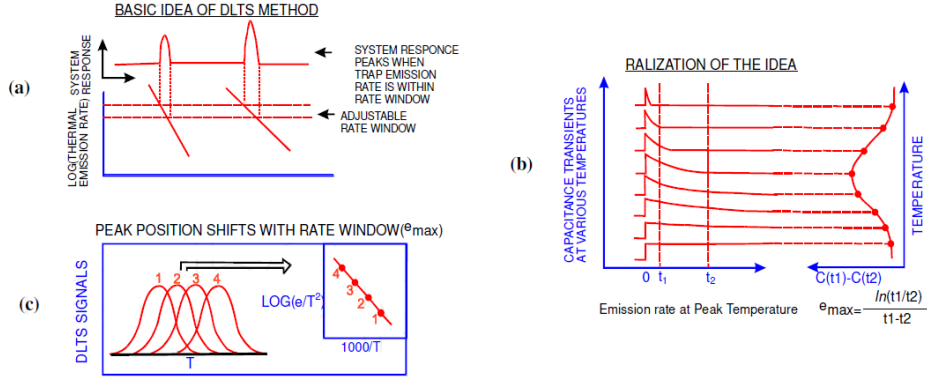 BASIC IDEA OF DLTS METHOD
(a)
SYSTEM
RESPONSE
SYSTEM RESPONCE
PEAKS WHEN
TRAP EMISSION
RATE IS WITHIN
RATE WINDOW
LOG/THERMAL
EMISSION RATE)
ADJUSTABLE
RATE WINDOW
RALIZATION OF THE IDEA
(b)
CAPACITANCE TRANSIENTS
AT VARIOUS TEMPERATURES
TEMPERATURE
0 t1 t2 C(t1)-C(t2)
Emission rate at Peak Temperature emax= ln(t1/t2)
t1-t2
PEAK POSITION SHIFTS WITH RATE WINDOW(emax)
(c)
DLTS SIGNALS
1 2 3 4
T
LOG(e/T²)
4
3
2
1
1000/T